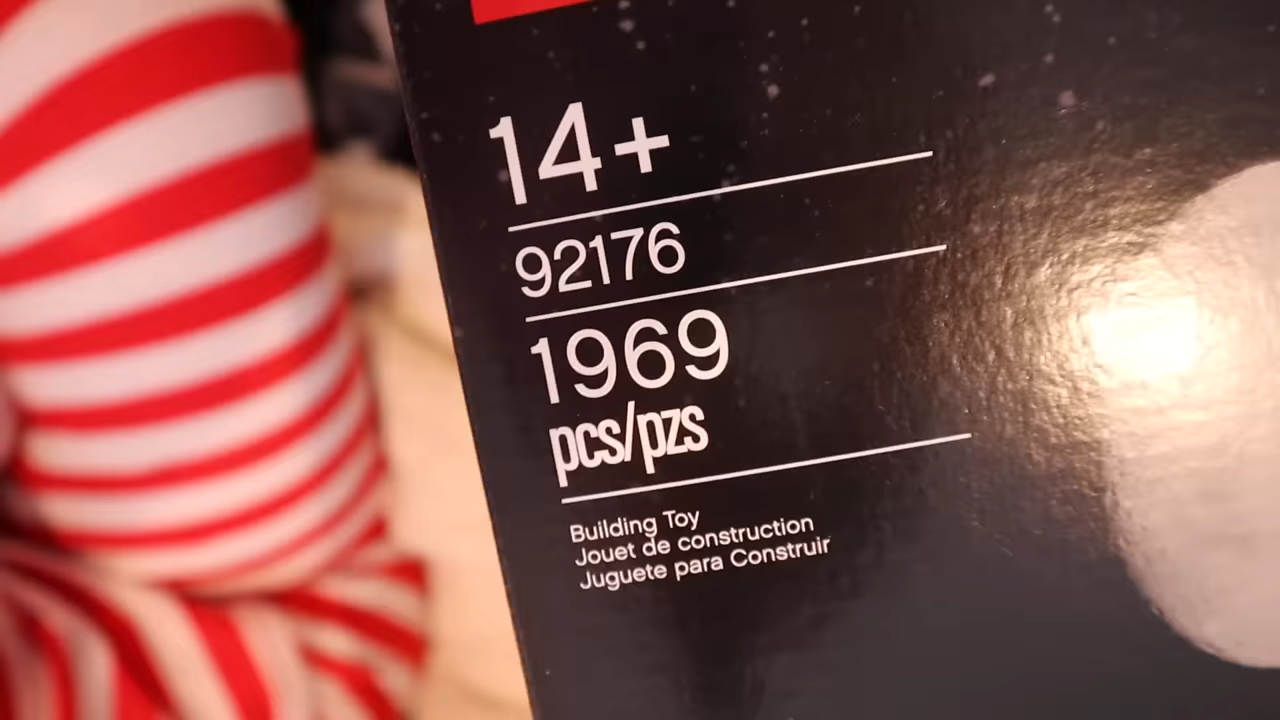 14+
92176
1969
pcs/pzs
Building Toy
Jouet de construction
Juguete para Construir